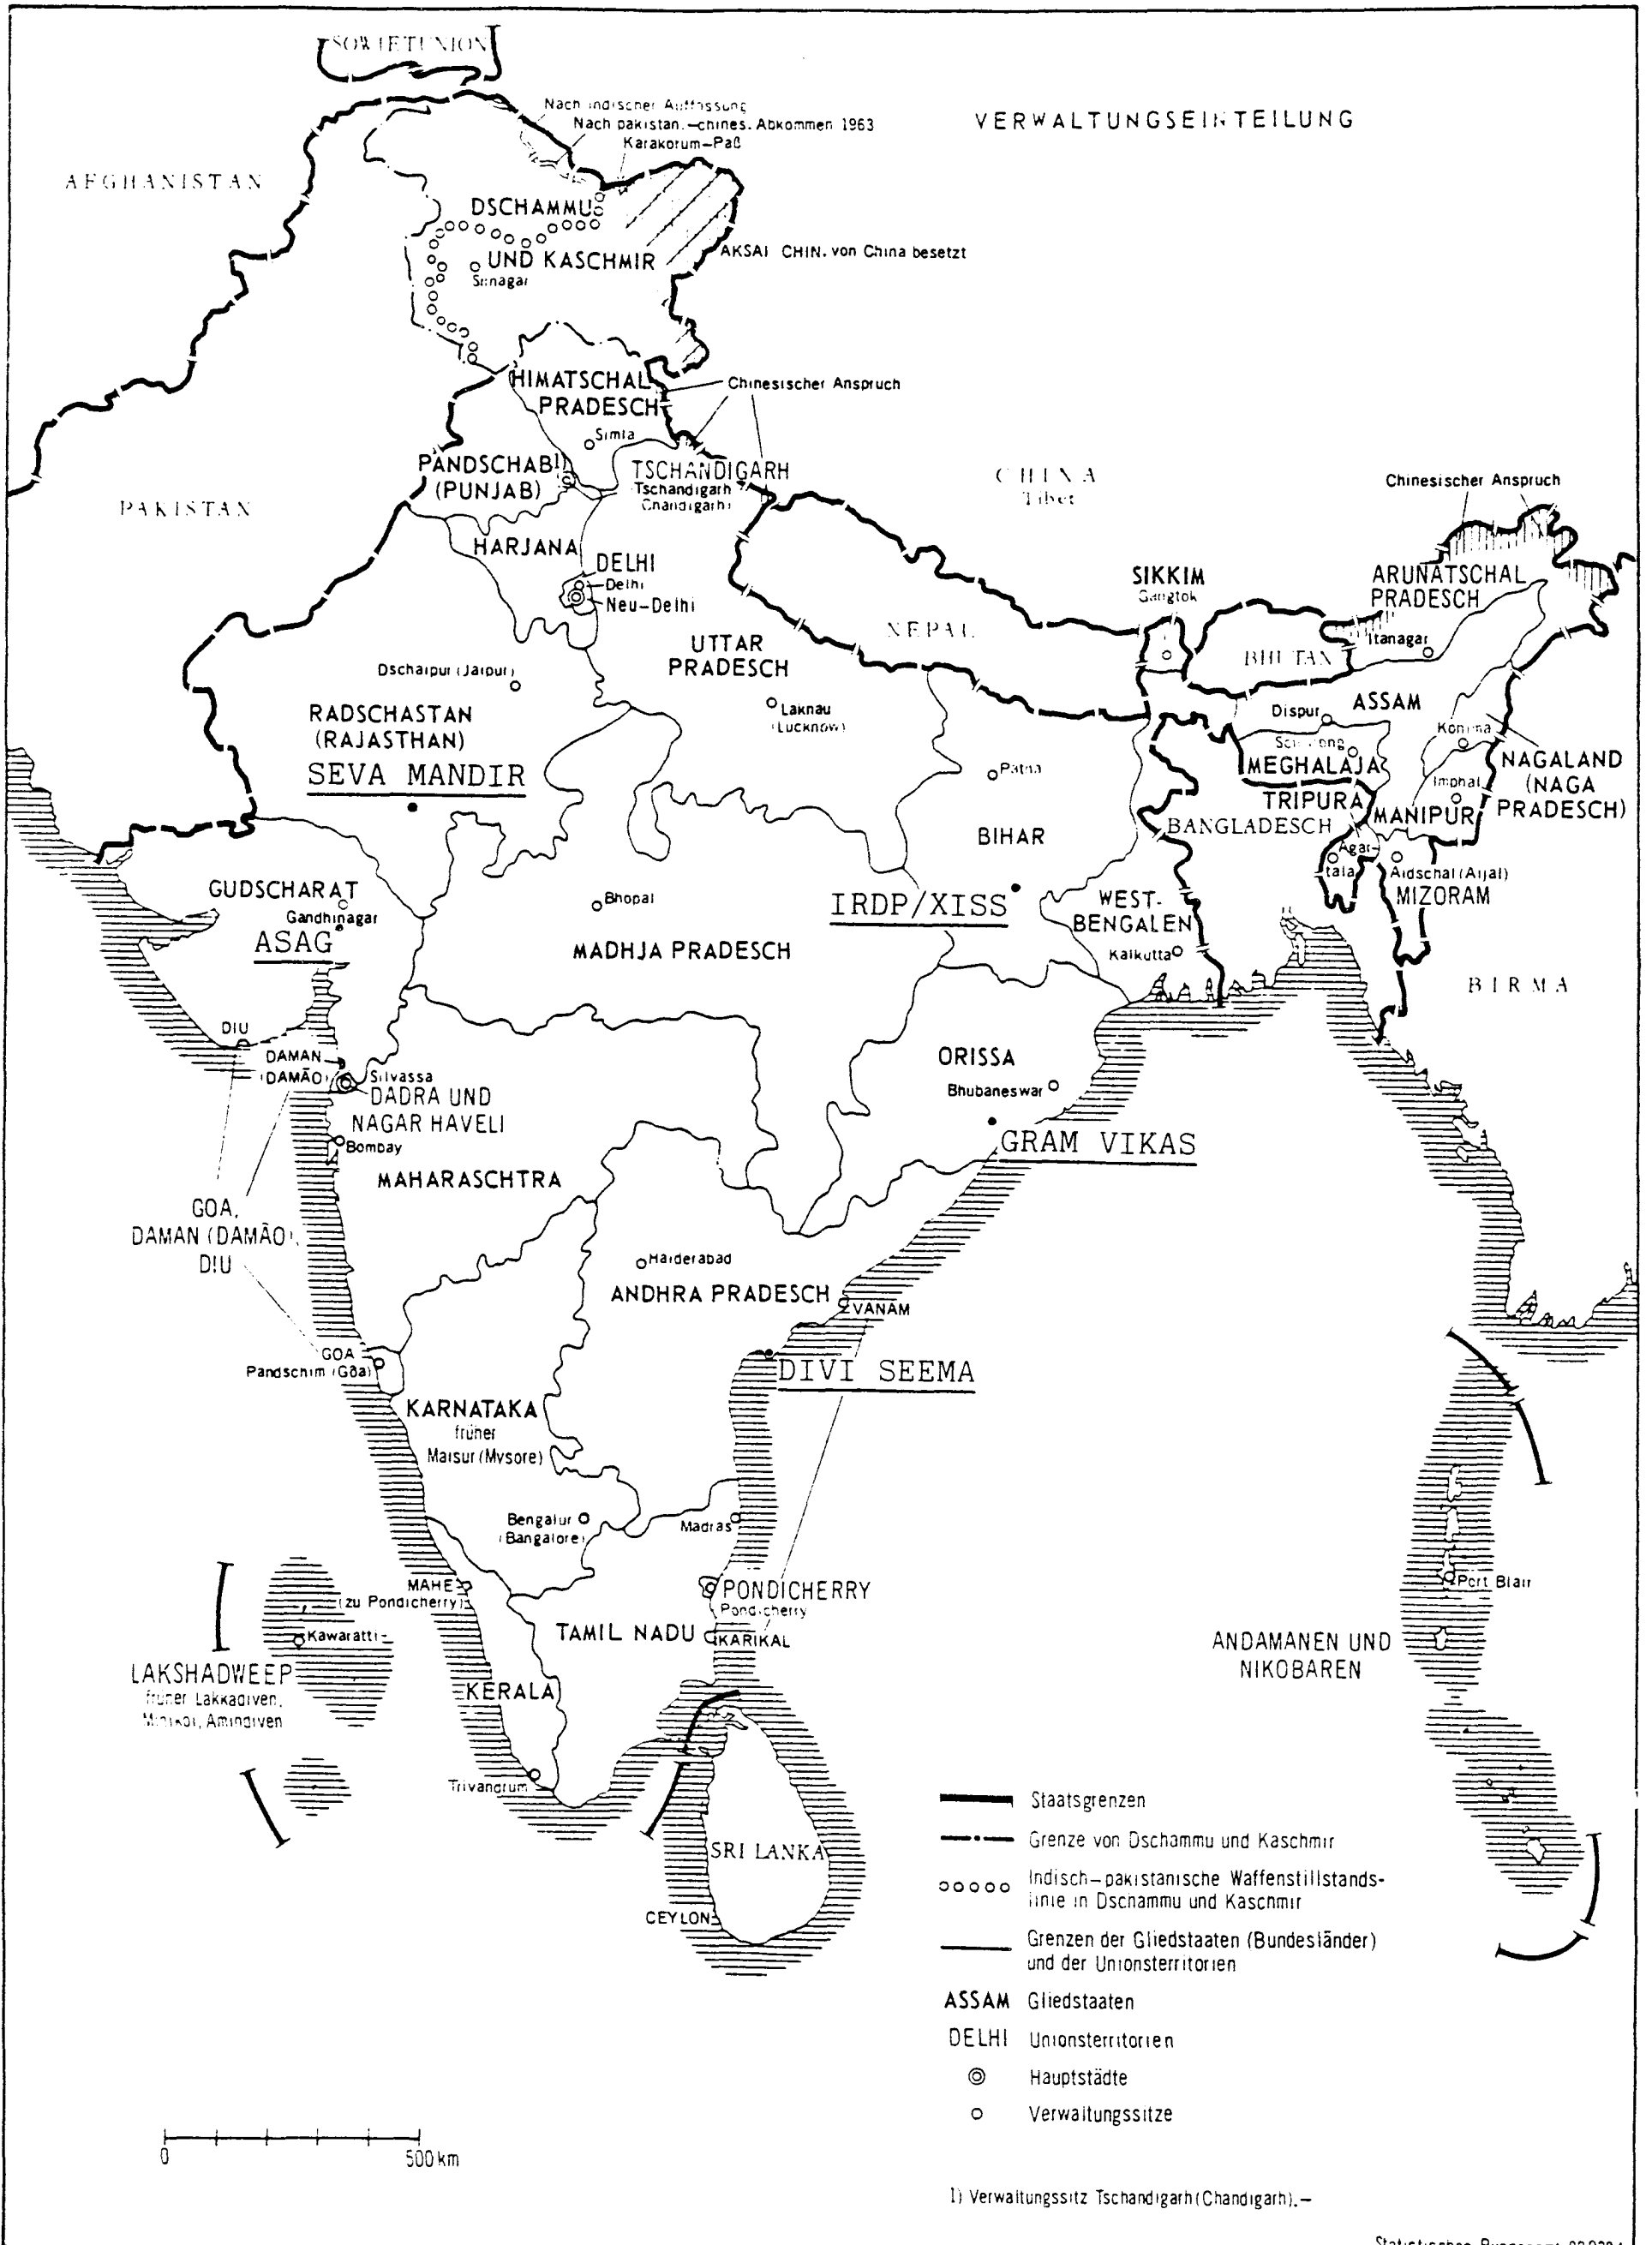 SOWJETUNION
Nach indischer Auffassung
Nach pakistan.—chines. Abkommen 1963
Karakorum—Paß
VERWALTUNGSEINTEILUNG
AFGHANISTAN
DSCHAMMU
UND KASCHMIR
Srinagar
AKSAI CHIN. von China besetzt
HIMATSCHAL
PRADESCH
Chinesischer Anspruch
Simla
PANDSCHAB1)
(PUNJAB)
TSCHANDIGARH
Tschandigarh
Chandigarh)
CHINA
Tibet
Chinesischer Anspruch
PAKISTAN
HARJANA
DELHI
Delhi
Neu—Delhi
SIKKIM
Gangtok
ARUNATSCHAL
PRADESCH
Itanagar
NEPAL
BHUTAN
UTTAR
PRADESCH
Dschaipur (Jaipur)
Laknau
(Lucknow)
RADSCHASTAN
(RAJASTHAN)
SEVA MANDIR
Dispur
ASSAM
MEGHALAJA
Kohima
NAGALAND
(NAGA
PRADESCH)
Imphal
MANIPUR
TRIPURA
BANGLADESCH
Agar-
tala
Aidschal (Aijal)
MIZORAM
Patna
BIHAR
IRDP/XISS
WEST-
BENGALEN
Kalkutta
BIRMA
GUDSCHARAT
Gandhinagar
ASAG
Bhopal
MADHJA PRADESCH
DIU
DAMAN
(DAMÃO)
Silvassa
DADRA UND
NAGAR HAVELI
Bombay
MAHARASCHTRA
ORISSA
Bhubaneswar
GRAM VIKAS
GOA,
DAMAN (DAMÃO),
DIU
Haiderabad
ANDHRA PRADESCH
VANAM
DIVI SEEMA
GOA
Pandschim (Gôa)
KARNATAKA
früher
Maisur (Mysore)
Bengalur
(Bangalore)
Madras
MAHE
(zu Pondicherry)
PONDICHERRY
Pondicherry
TAMIL NADU
KARIKAL
Kawaratti
LAKSHADWEEP
früher Lakkadiven,
Minikoi, Amindiven
KERALA
Trivandrum
Port Blair
ANDAMANEN UND
NIKOBAREN
SRI LANKA
CEYLON
Staatsgrenzen
Grenze von Dschammu und Kaschmir
Indisch—pakistanische Waffenstillstands-
linie in Dschammu und Kaschmir
Grenzen der Gliedstaaten (Bundesländer)
und der Unionsterritorien
ASSAM Gliedstaaten
DELHI Unionsterritorien
Hauptstädte
Verwaltungssitze
0 500 km
1) Verwaltungssitz Tschandigarh (Chandigarh).—